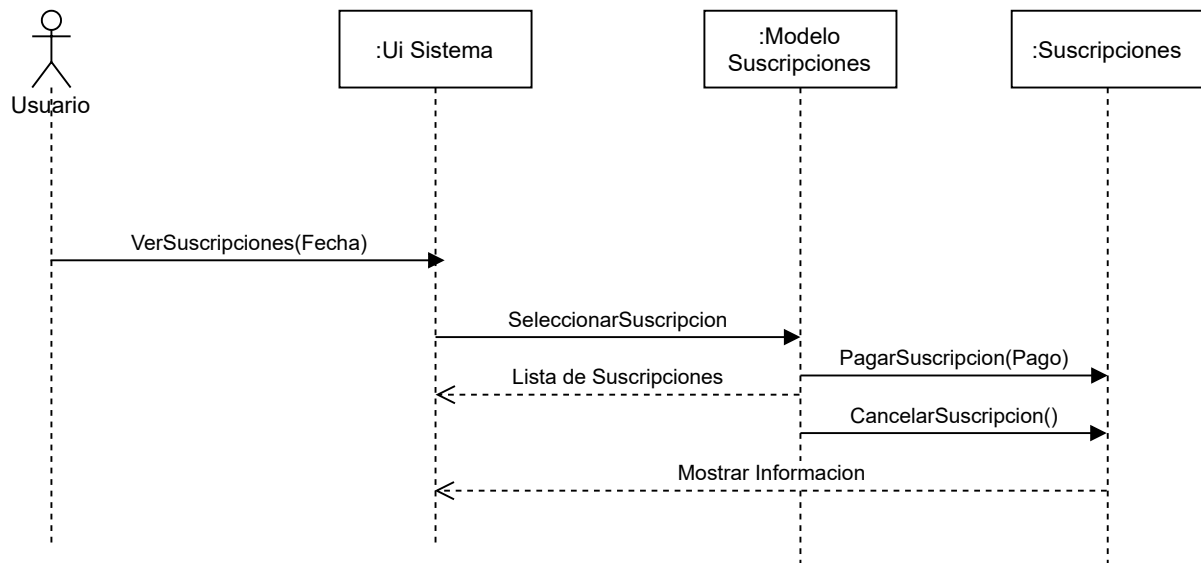 Usuario
:Ui Sistema
:Modelo
Suscripciones
:Suscripciones
VerSuscripciones(Fecha)
SeleccionarSuscripcion
PagarSuscripcion(Pago)
Lista de Suscripciones
CancelarSuscripcion()
Mostrar Informacion